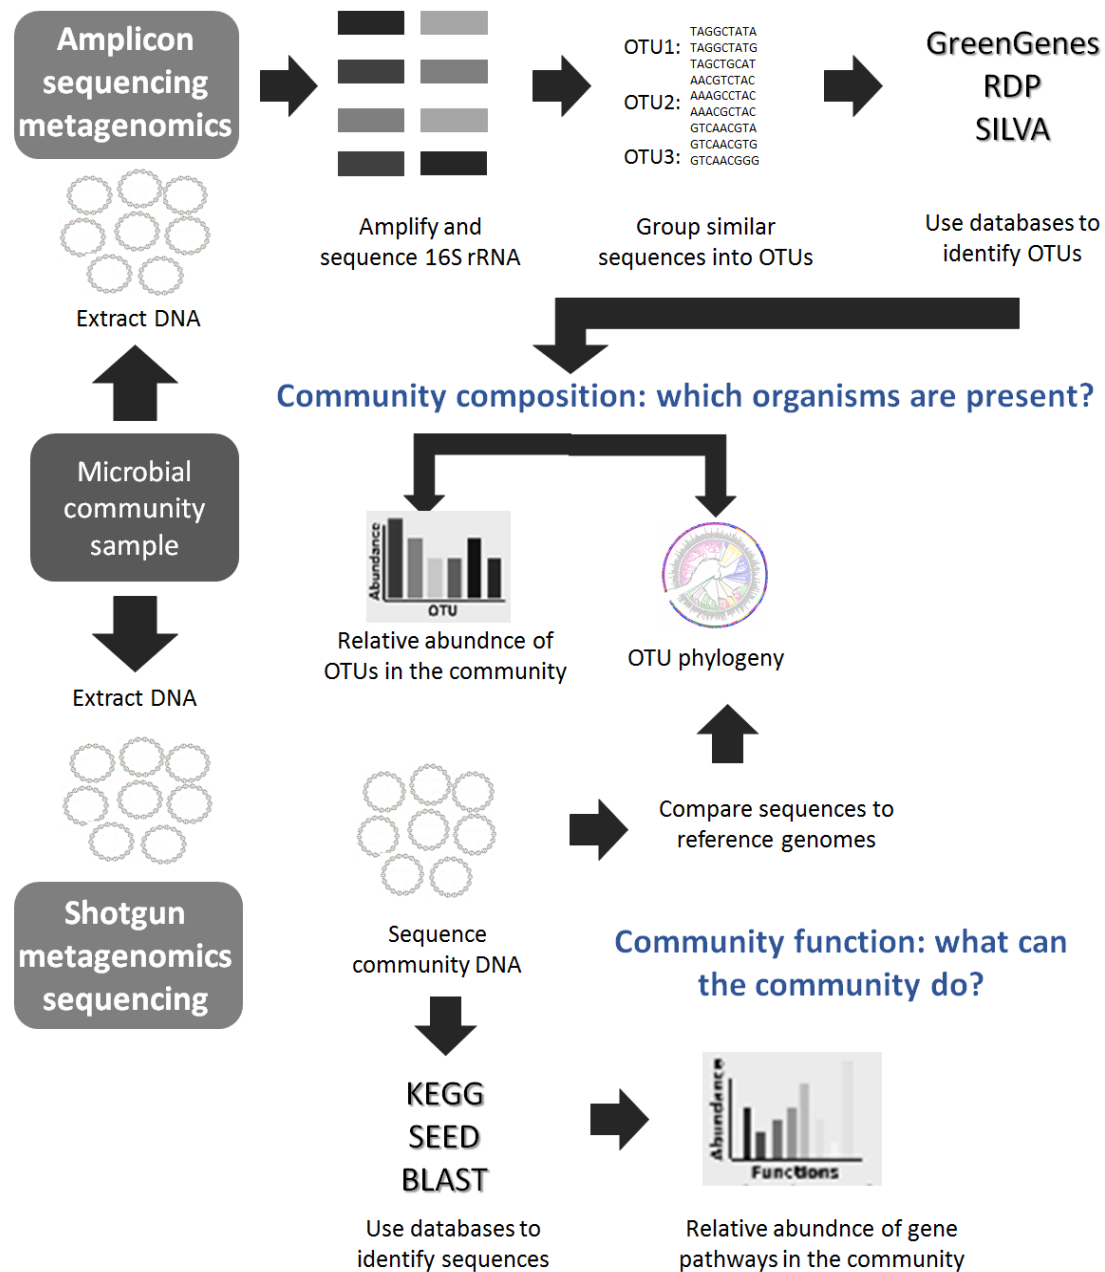 Amplicon
sequencing
metagenomics
Extract DNA
Amplify and
sequence 16S rRNA
OTU1:
OTU2:
OTU3:
TAGGCTATA
TAGGCTATG
TAGCTGCAT
AACGTCTAC
AAAGCCTAC
AAACGCTAC
GTCAACGTA
GTCAACGTG
GTCAACGGG
Group similar
sequences into OTUs
GreenGenes
RDP
SILVA
Use databases to
identify OTUs
Community composition: which organisms are present?
Microbial
community
sample
Abundance
OTU
Relative abundnce of
OTUs in the community
OTU phylogeny
Extract DNA
Shotgun
metagenomics
sequencing
Sequence
community DNA
Compare sequences to
reference genomes
Community function: what can
the community do?
KEGG
SEED
BLAST
Use databases to
identify sequences
Abundance
Functions
Relative abundnce of gene
pathways in the community